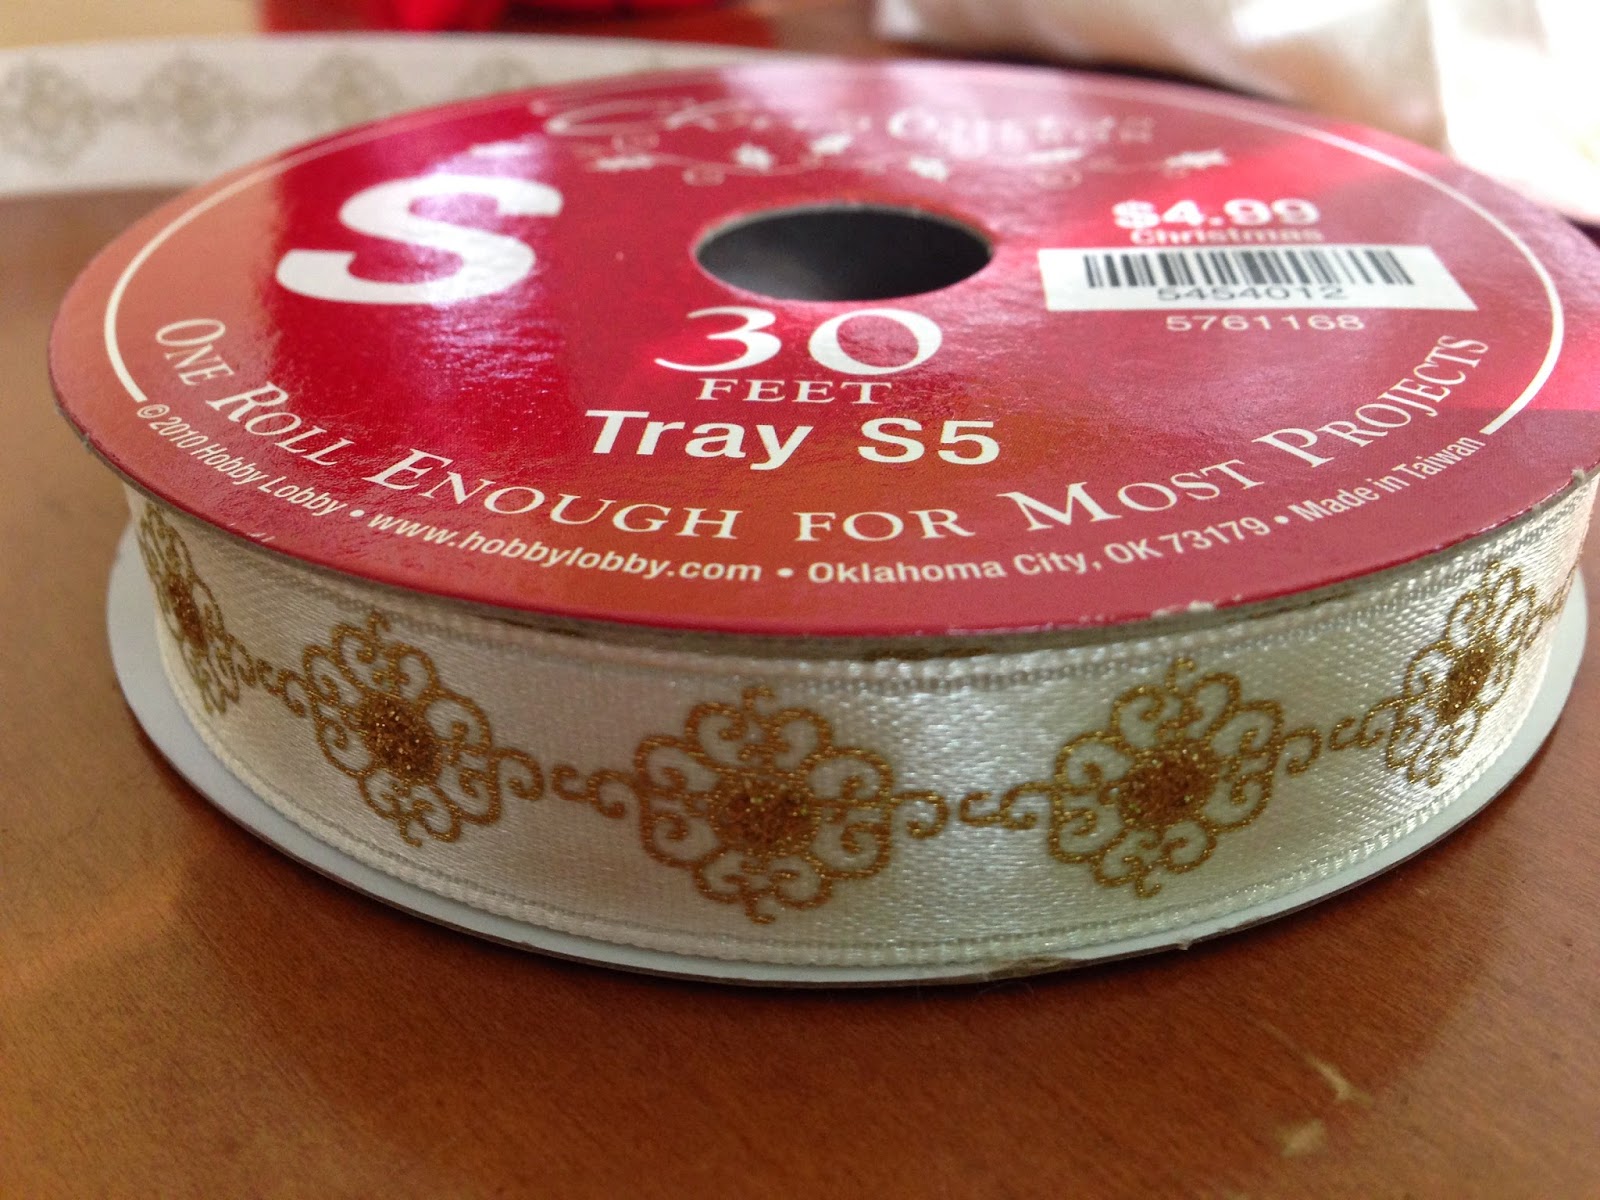 S
$4.99
Christmas
5454012
5761168
30
FEET
Tray S5
ONE ROLL ENOUGH FOR MOST PROJECTS
© 2010 Hobby Lobby • www.hobbylobby.com • Oklahoma City, OK 73179 • Made in Taiwan